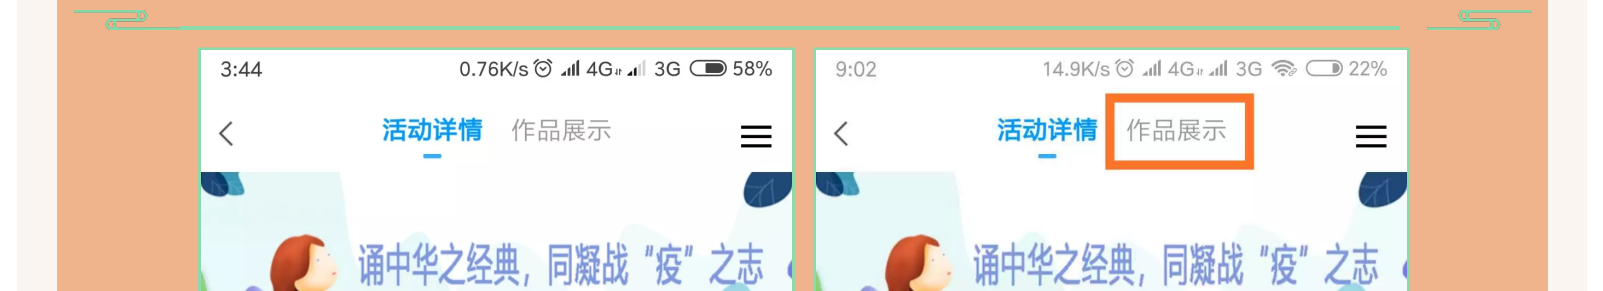 3:44 0.76K/s 4G 3G 58%
活动详情 作品展示
诵中华之经典，同凝战“疫”之志
9:02 14.9K/s 4G 3G 22%
活动详情 作品展示
诵中华之经典，同凝战“疫”之志